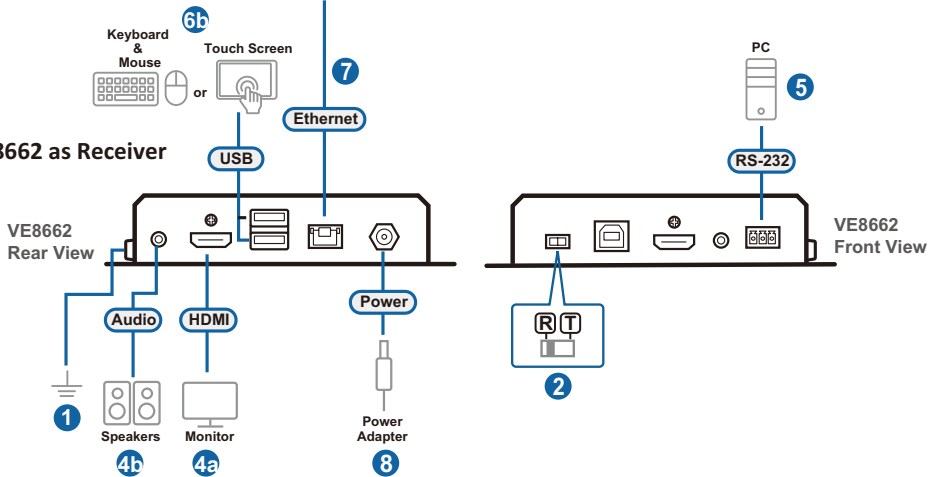 6b
Keyboard
&
Mouse
or
Touch Screen
7
PC
5
Ethernet
8662 as Receiver
USB
RS-232
VE8662
Rear View
VE8662
Front View
Audio
HDMI
Power
R T
1
2
Speakers
Monitor
Power
Adapter
4b
4a
8